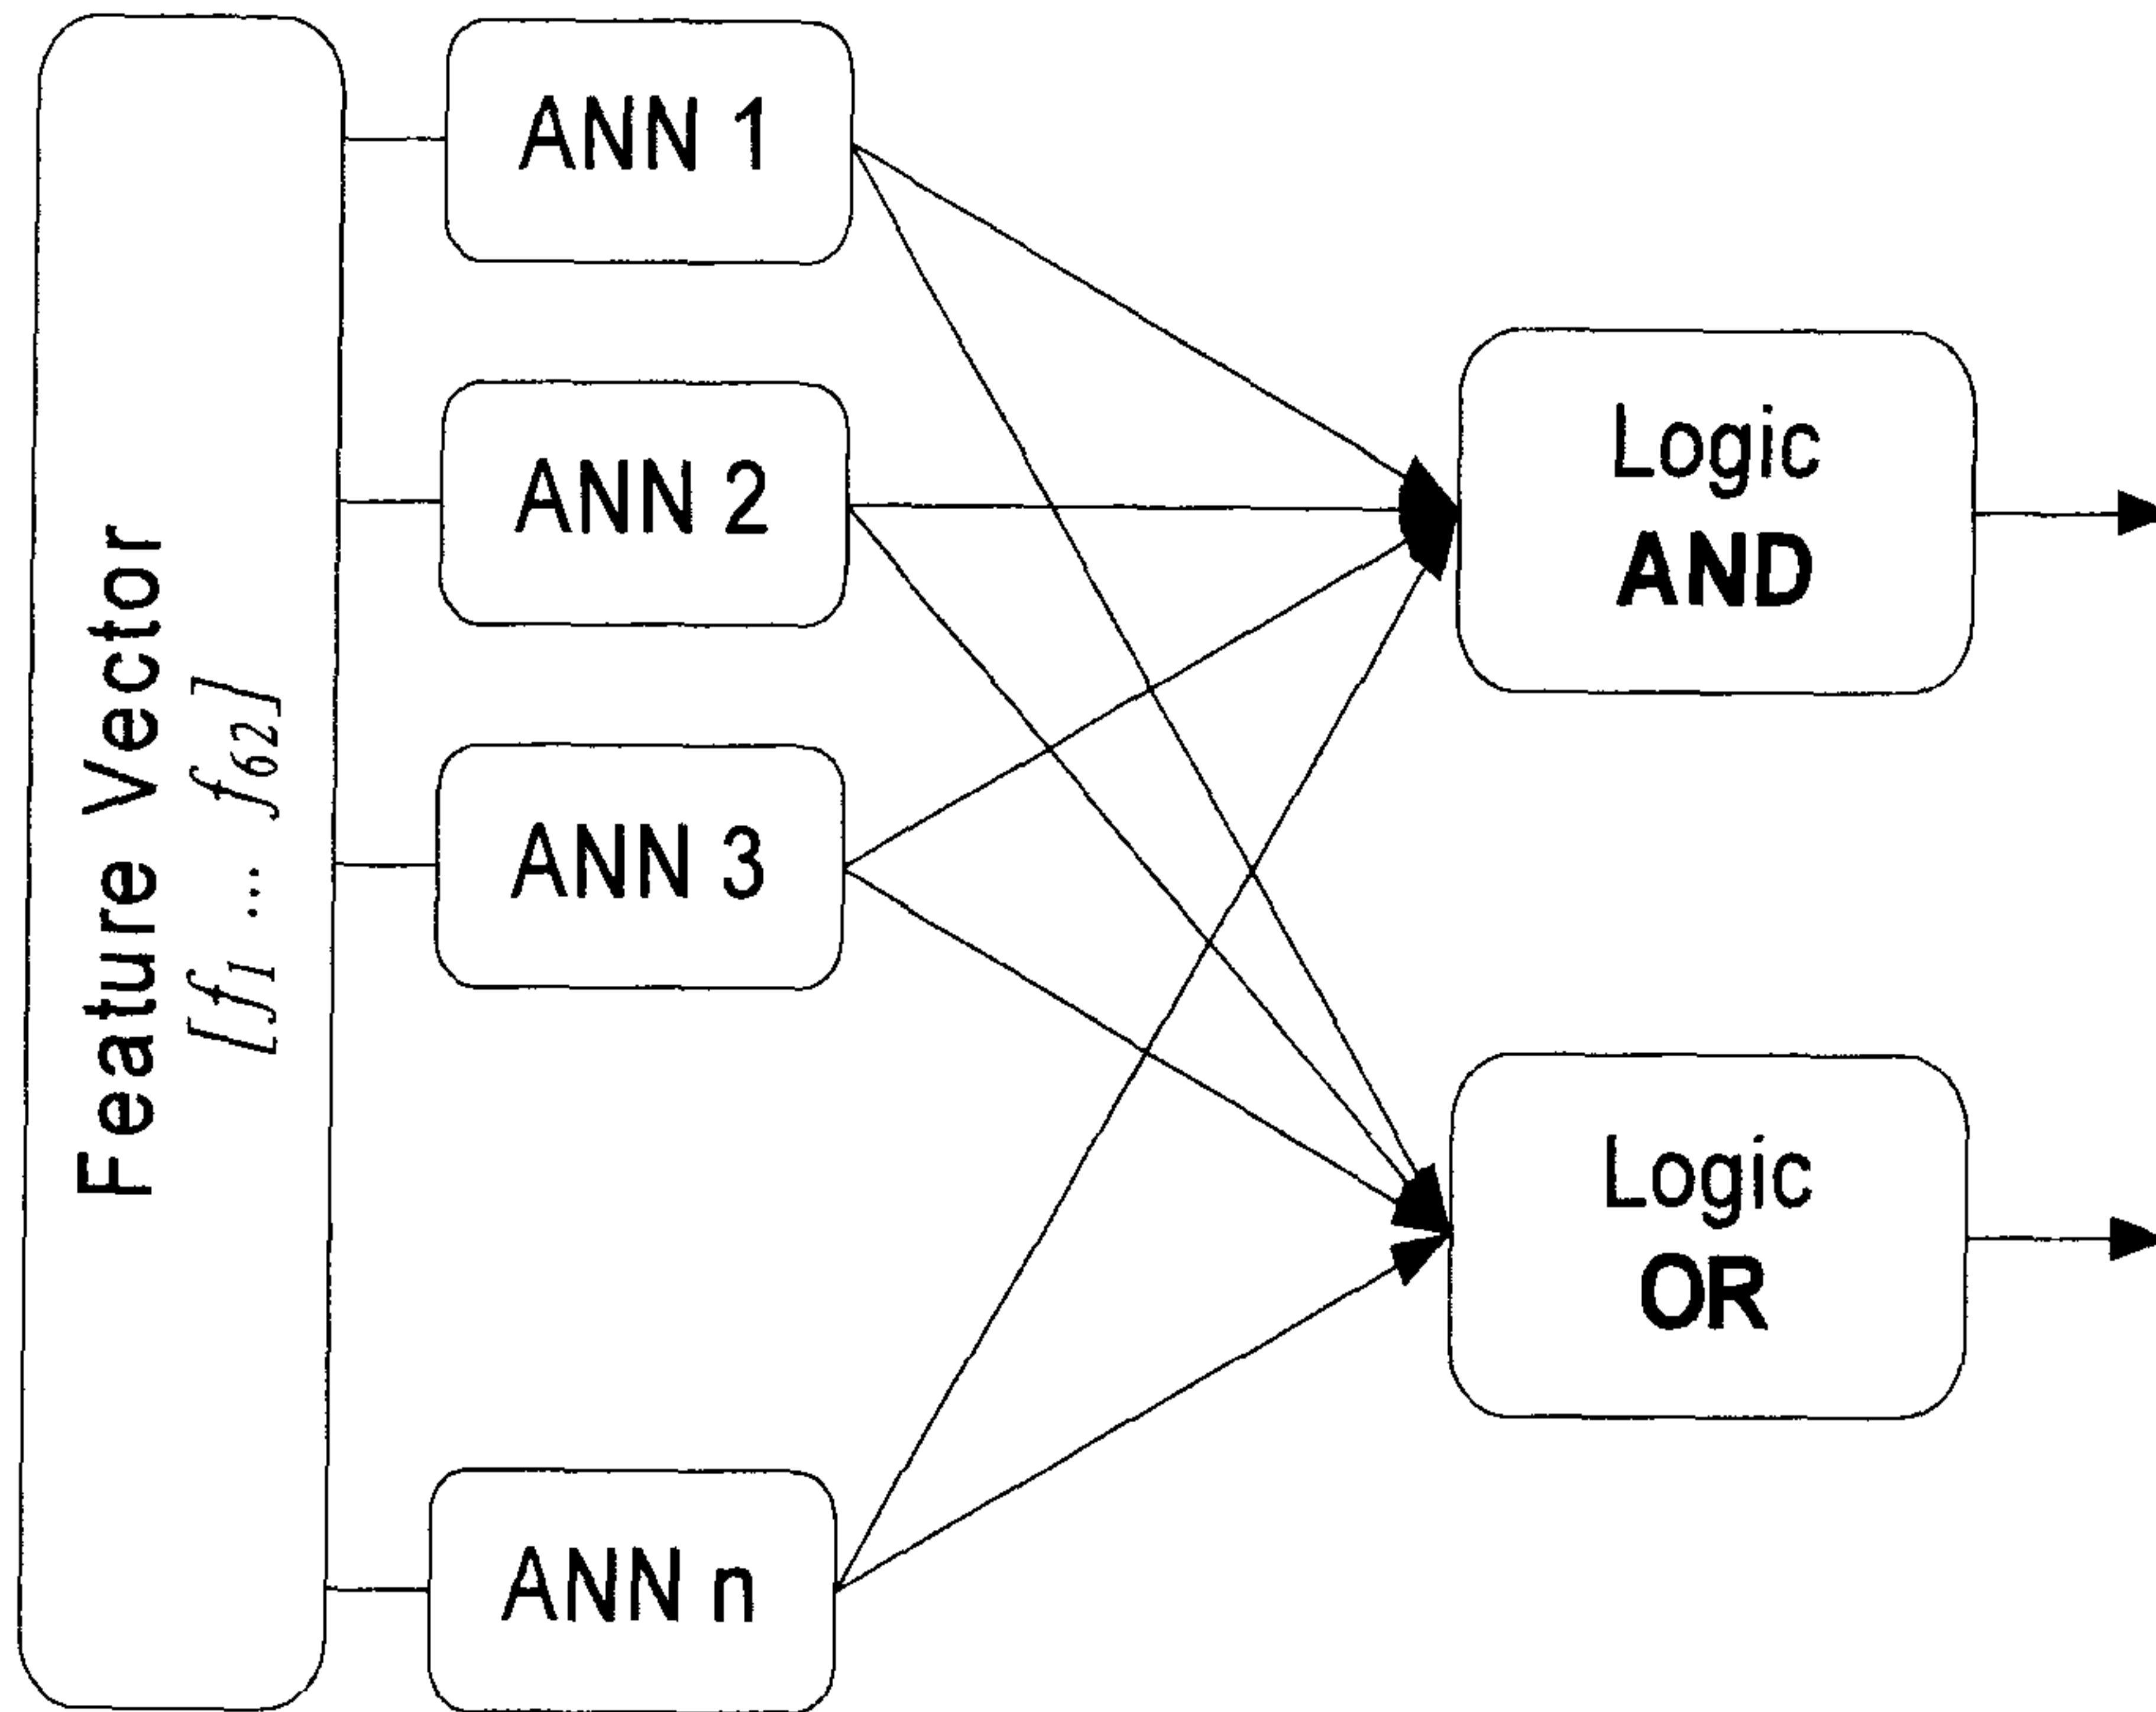 Feature Vector
[f1 ... f62]
ANN 1
ANN 2
ANN 3
ANN n
Logic
AND
Logic
OR